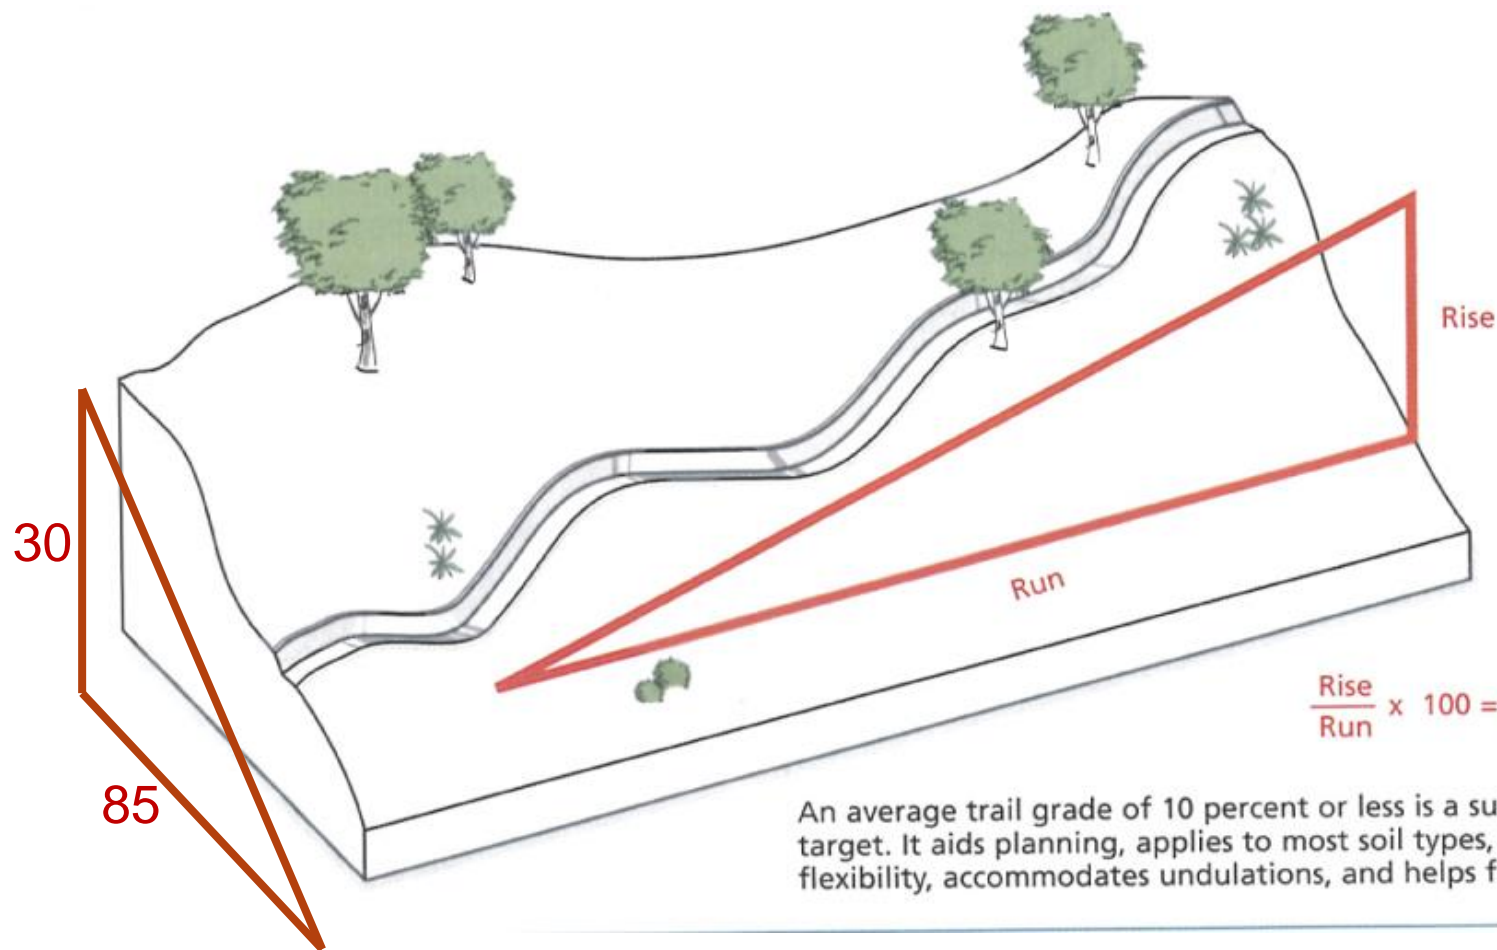 30
85
Rise
Run
Rise
Run
x 100 =
An average trail grade of 10 percent or less is a su
target. It aids planning, applies to most soil types,
flexibility, accommodates undulations, and helps f